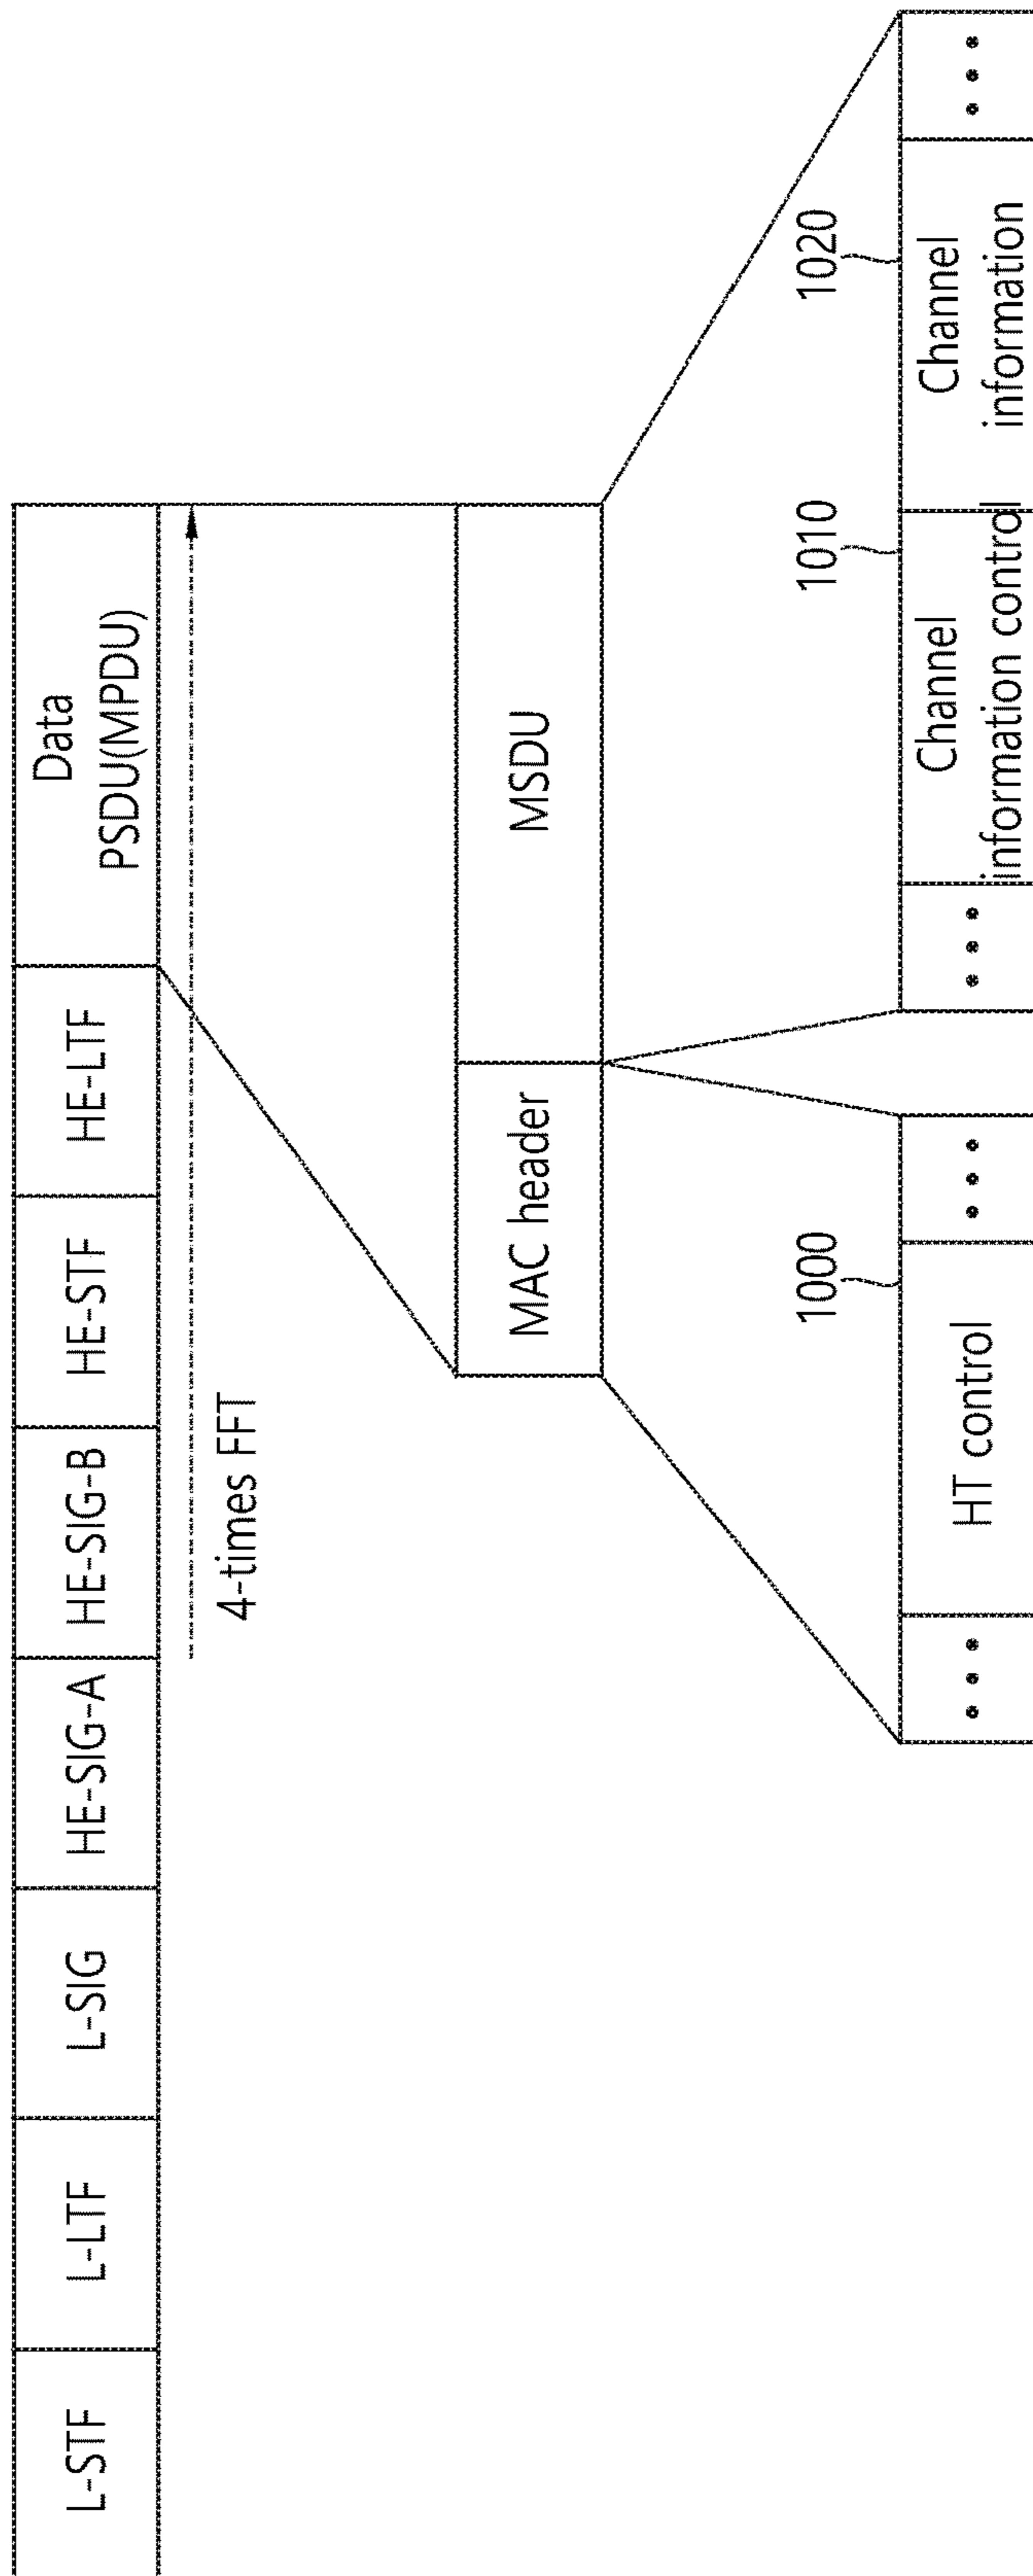 L-STF
L-LTF
L-SIG
HE-SIG-A
HE-SIG-B
HE-STF
HE-LTF
Data
PSDU(MPDU)
4-times FFT
MAC header
MSDU
1000
1010
1020
HT control
Channel
information control
Channel
information